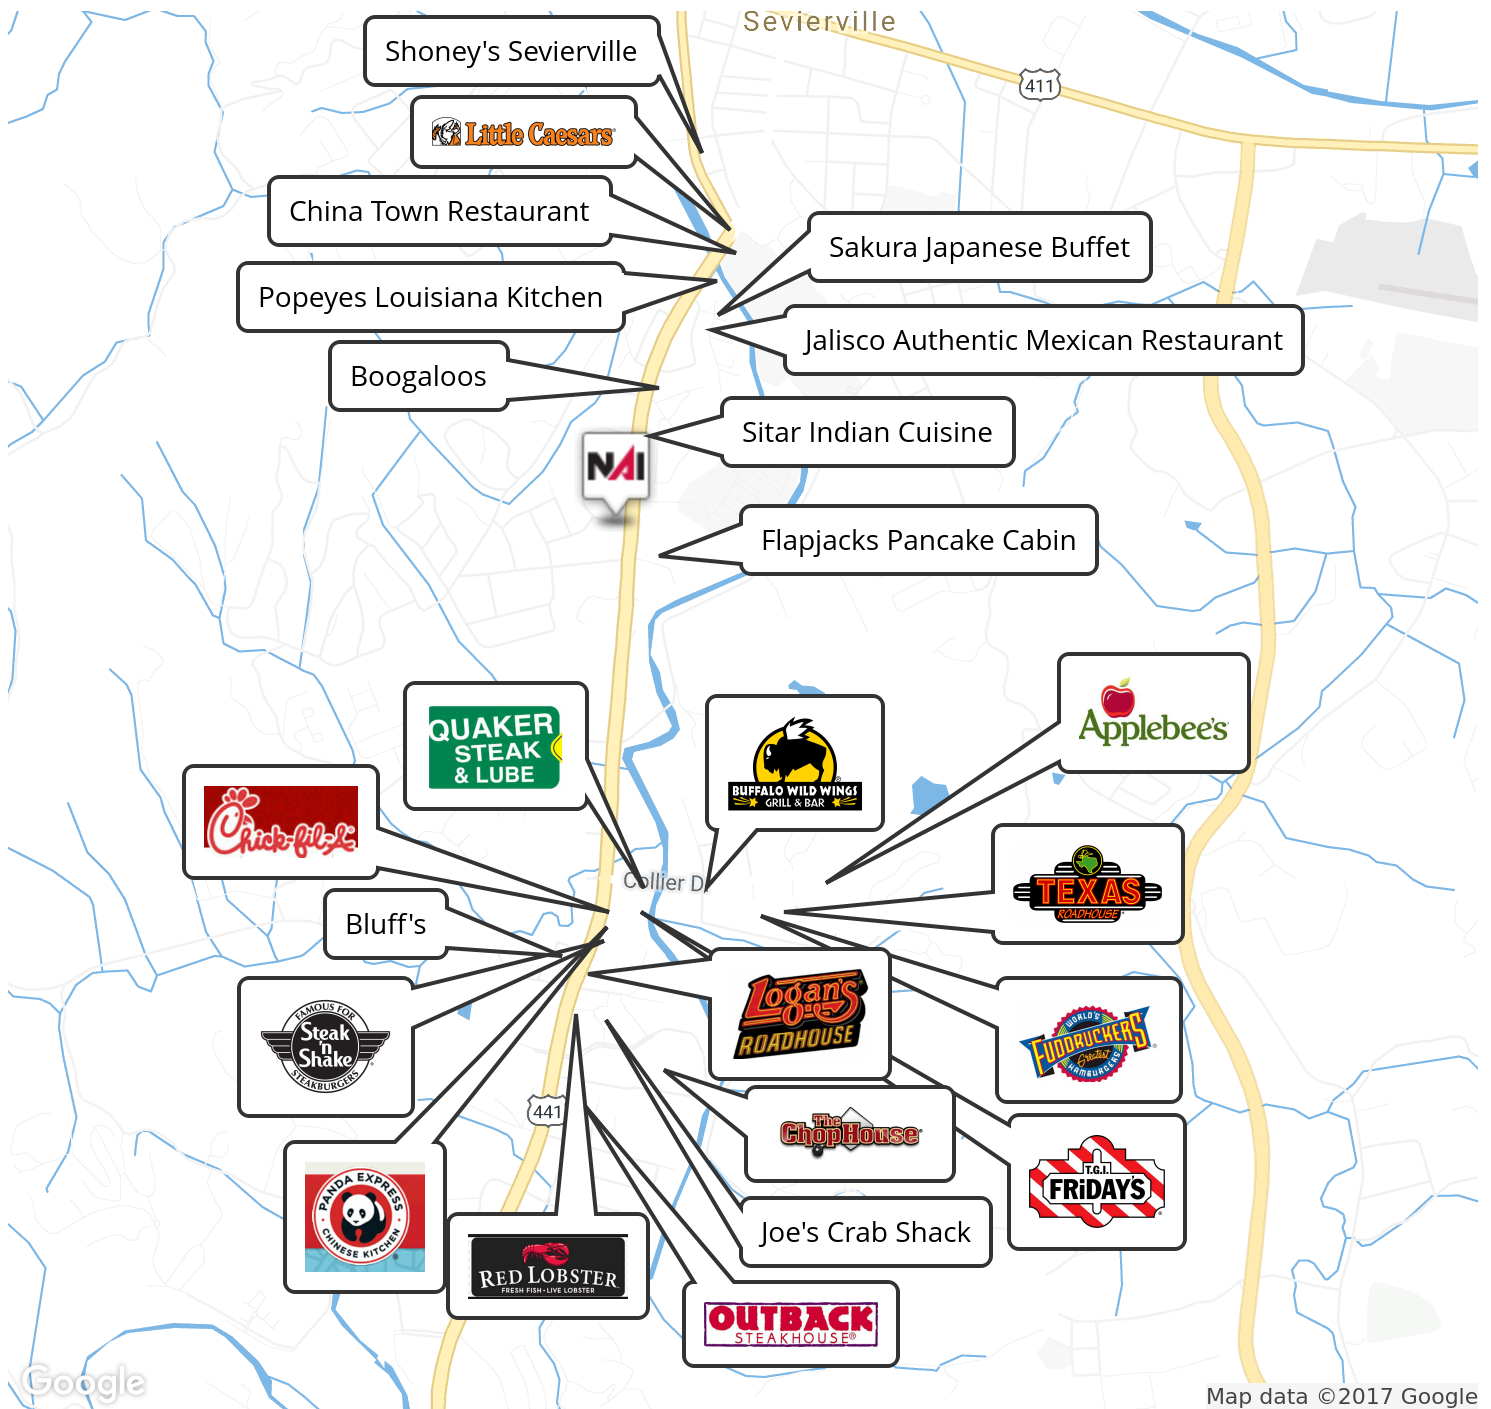 Sevierville
Shoney's Sevierville
411
Little Caesars
China Town Restaurant
Sakura Japanese Buffet
Popeyes Louisiana Kitchen
Jalisco Authentic Mexican Restaurant
Boogaloos
Sitar Indian Cuisine
NAI
Flapjacks Pancake Cabin
QUAKER
STEAK
& LUBE
BUFFALO WILD WINGS
GRILL & BAR
Applebee's
Chick-fil-A
Collier D
TEXAS
ROADHOUSE
Bluff's
Logan's
ROADHOUSE
FAMOUS FOR
Steak
'n
Shake
STEAKBURGERS
WORLD'S
FUDDRUCKERS
Greatest
HAMBURGERS
441
The
ChopHouse
T.G.I.
FRiDAY'S
PANDA EXPRESS
CHINESE KITCHEN
Joe's Crab Shack
RED LOBSTER
FRESH FISH • LIVE LOBSTER
OUTBACK
STEAKHOUSE®
Google
Map data ©2017 Google